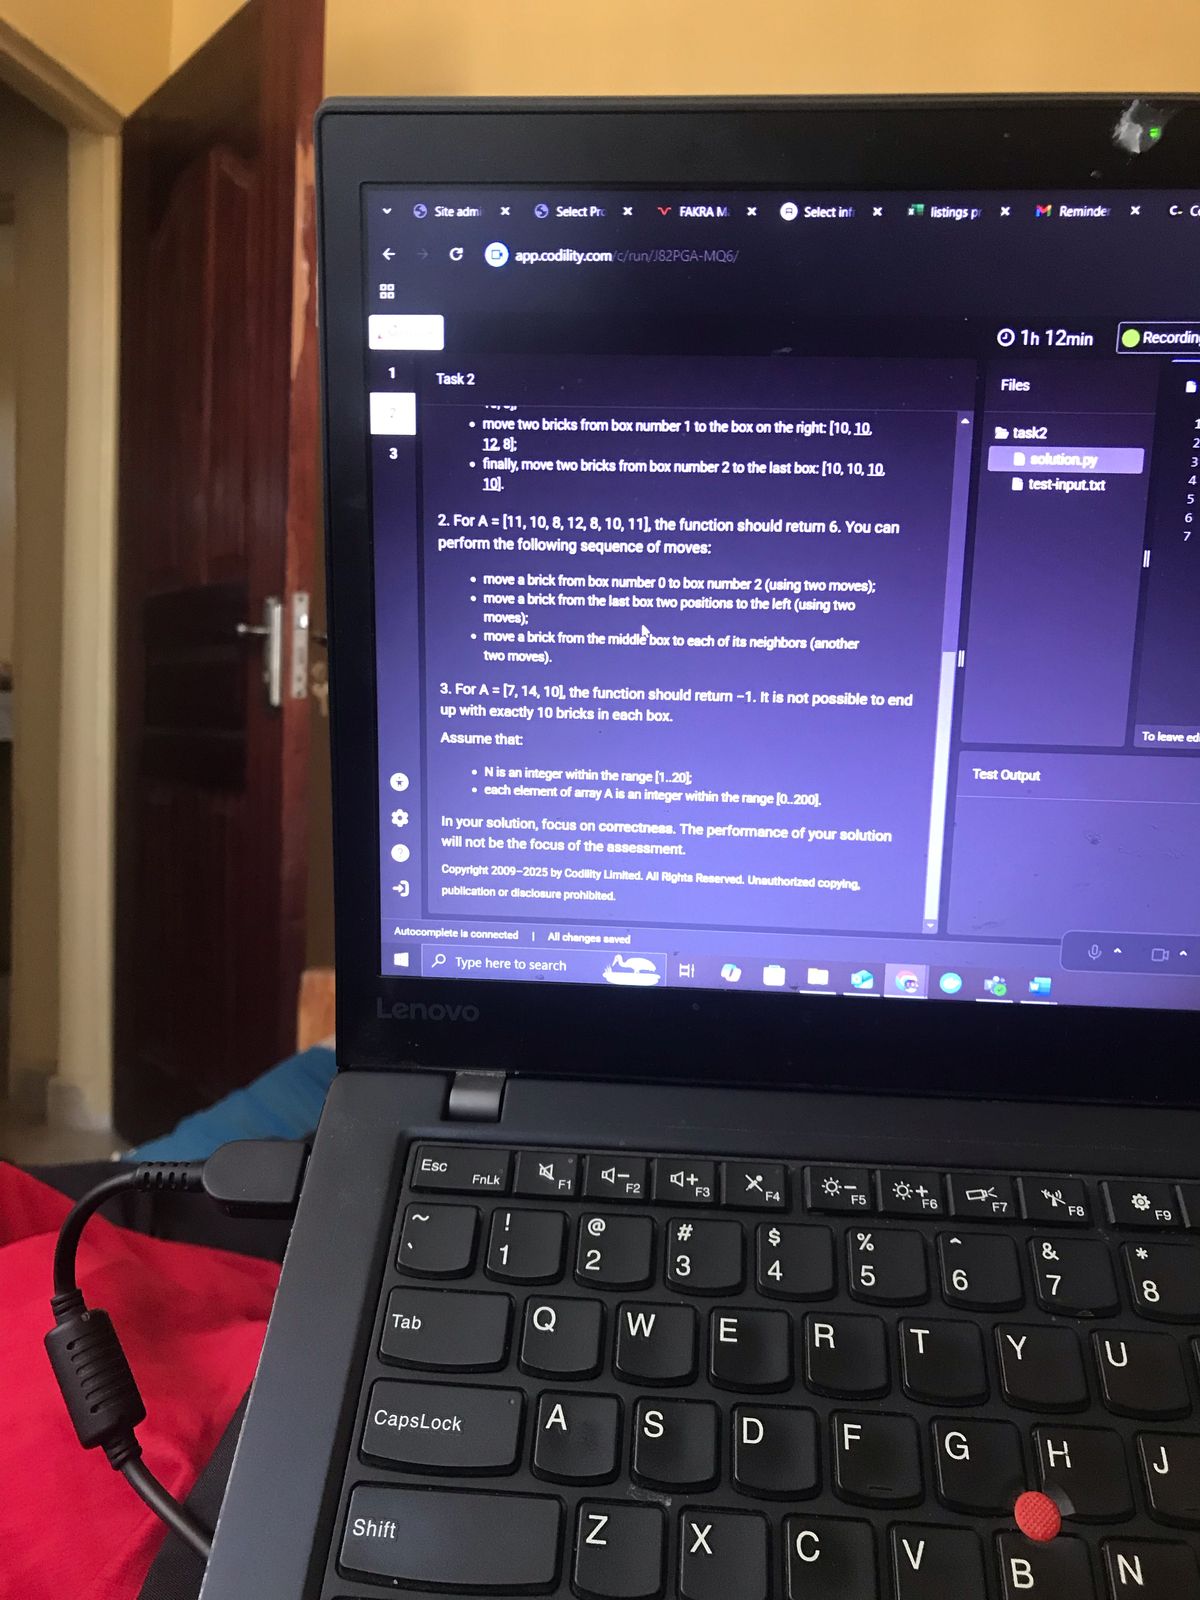 Site adm
Select Pr
FAKRA M
Select inf
listings p
Reminder
app.codility.com/c/run/J82PGA-MQ6/
1h 12min
Recording
1
2
3
Task 2
move two bricks from box number 1 to the box on the right: [10, 10,
12, 8];
finally, move two bricks from box number 2 to the last box: [10, 10, 10,
10].
2. For A = [11, 10, 8, 12, 8, 10, 11], the function should return 6. You can
perform the following sequence of moves:
move a brick from box number 0 to box number 2 (using two moves);
move a brick from the last box two positions to the left (using two
moves);
move a brick from the middle box to each of its neighbors (another
two moves).
3. For A = [7, 14, 10], the function should return −1. It is not possible to end
up with exactly 10 bricks in each box.
Assume that:
N is an integer within the range [1..20];
each element of array A is an integer within the range [0..200].
In your solution, focus on correctness. The performance of your solution
will not be the focus of the assessment.
Copyright 2009–2025 by Codility Limited. All Rights Reserved. Unauthorized copying,
publication or disclosure prohibited.
Files
task2
solution.py
test-input.txt
1
2
3
4
5
6
7
To leave ed
Test Output
Autocomplete is connected | All changes saved
Type here to search
Lenovo
Esc FnLk F1 F2 F3 F4 F5 F6 F7 F8 F9
~ ` ! 1 @ 2 # 3 $ 4 % 5 ^ 6 & 7 * 8
Tab Q W E R T Y U
CapsLock A S D F G H J
Shift Z X C V B N